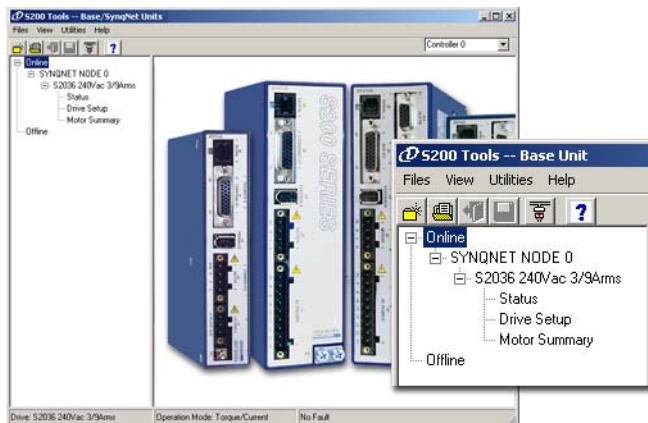 S200 Tools -- Base/SynqNet Units
Files View Utilities Help
Controller 0
Online
SYNQNET NODE 0
S2036 240Vac 3/9Arms
Status
Drive Setup
Motor Summary
Offline
STATUS
S200 SERIES
Drive: S2036 240Vac 3/9Arms
Operation Mode: Torque/Current
No Fault
S200 Tools -- Base Unit
Files View Utilities Help
Online
SYNQNET NODE 0
S2036 240Vac 3/9Arms
Status
Drive Setup
Motor Summary
Offline